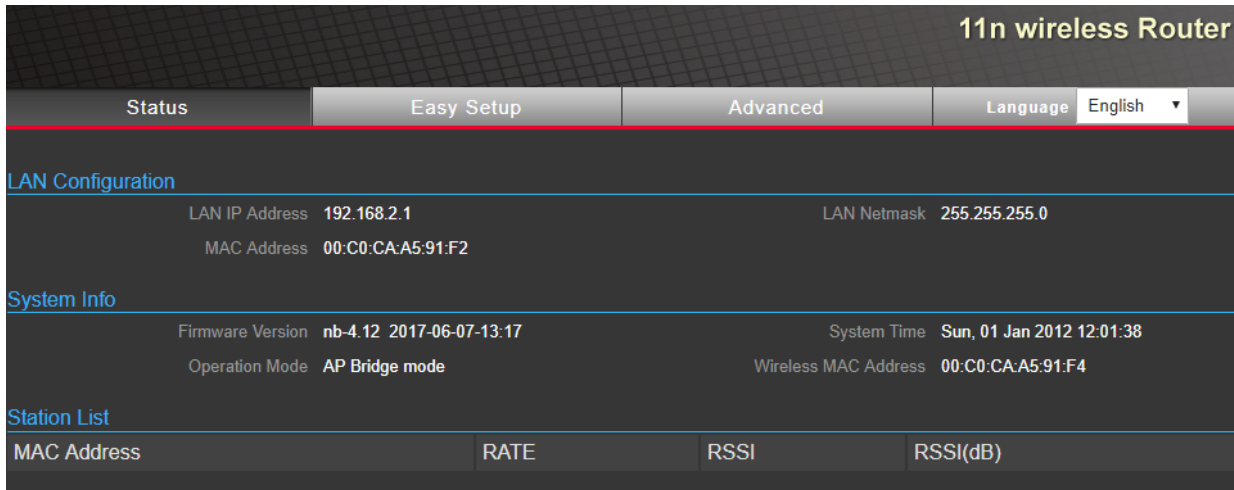 11n wireless Router
Status Easy Setup Advanced Language English
LAN Configuration
LAN IP Address 192.168.2.1 LAN Netmask 255.255.255.0
MAC Address 00:C0:CA:A5:91:F2
System Info
Firmware Version nb-4.12 2017-06-07-13:17 System Time Sun, 01 Jan 2012 12:01:38
Operation Mode AP Bridge mode Wireless MAC Address 00:C0:CA:A5:91:F4
Station List
MAC Address RATE RSSI RSSI(dB)